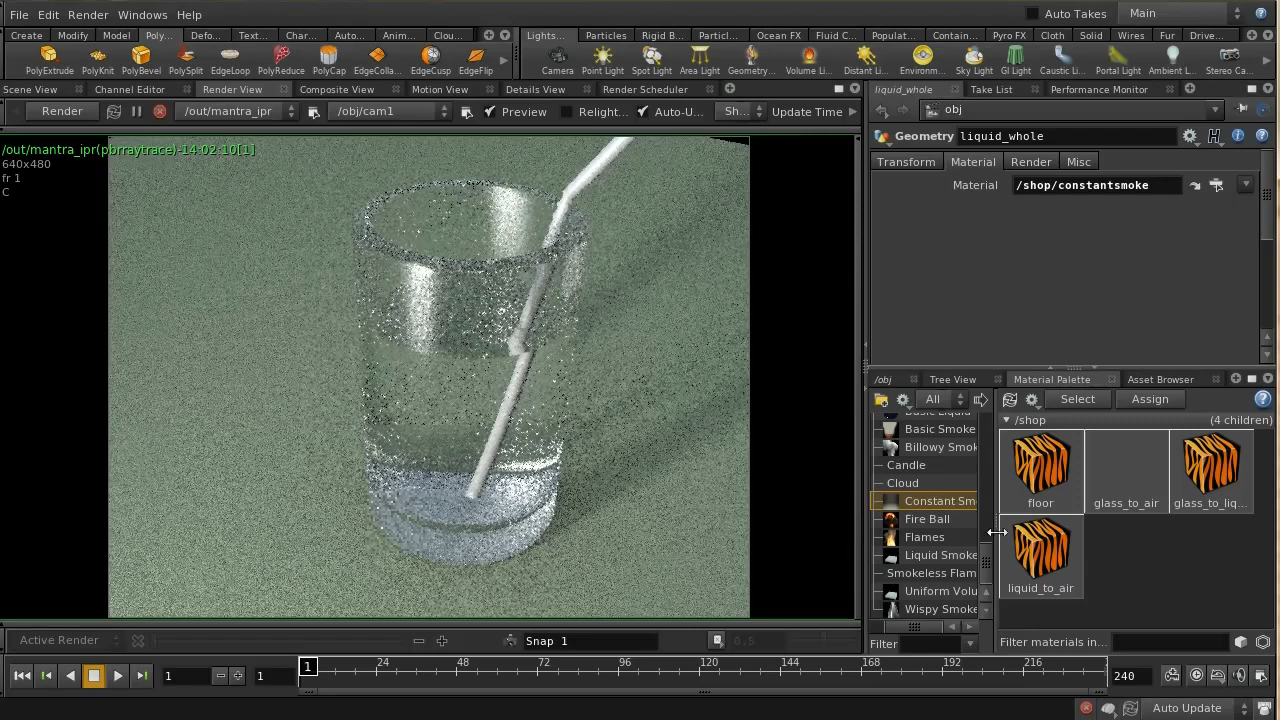 File Edit Render Windows Help Auto Takes Main
Create Modify Model Poly... Defo... Text... Char... Auto... Anim... Clou... Lights... Particles Rigid B... Particl... Ocean FX Fluid C... Populat... Contain... Pyro FX Cloth Solid Wires Fur Drive...
PolyExtrude PolyKnit PolyBevel PolySplit EdgeLoop PolyReduce PolyCap EdgeColla... EdgeCusp EdgeFlip Camera Point Light Spot Light Area Light Geometry... Volume Li... Distant Li... Environm... Sky Light GI Light Caustic Li... Portal Light Ambient L... Stereo Ca...
Scene View Channel Editor Render View Composite View Motion View Details View Render Scheduler liquid_whole Take List Performance Monitor
Render /out/mantra_ipr /obj/cam1 Preview Relight... Auto-U... Sh... Update Time obj
Geometry liquid_whole
/out/mantra_ipr(pbrraytrace)-14:02:10[1]
640x480
fr 1
C
Transform Material Render Misc
Material /shop/constantsmoke
/obj Tree View Material Palette Asset Browser
All Select Assign
/shop (4 children)
Basic Liquid
Basic Smoke
Billowy Smok
Candle
Cloud
Constant Sm
Fire Ball
Flames
Liquid Smoke
Smokeless Flam
Uniform Volu
Wispy Smoke
Filter
floor glass_to_air glass_to_liq...
liquid_to_air
Filter materials in...
Active Render Snap 1 0.5
1 1 1 24 48 72 96 120 144 168 192 216 240
Auto Update